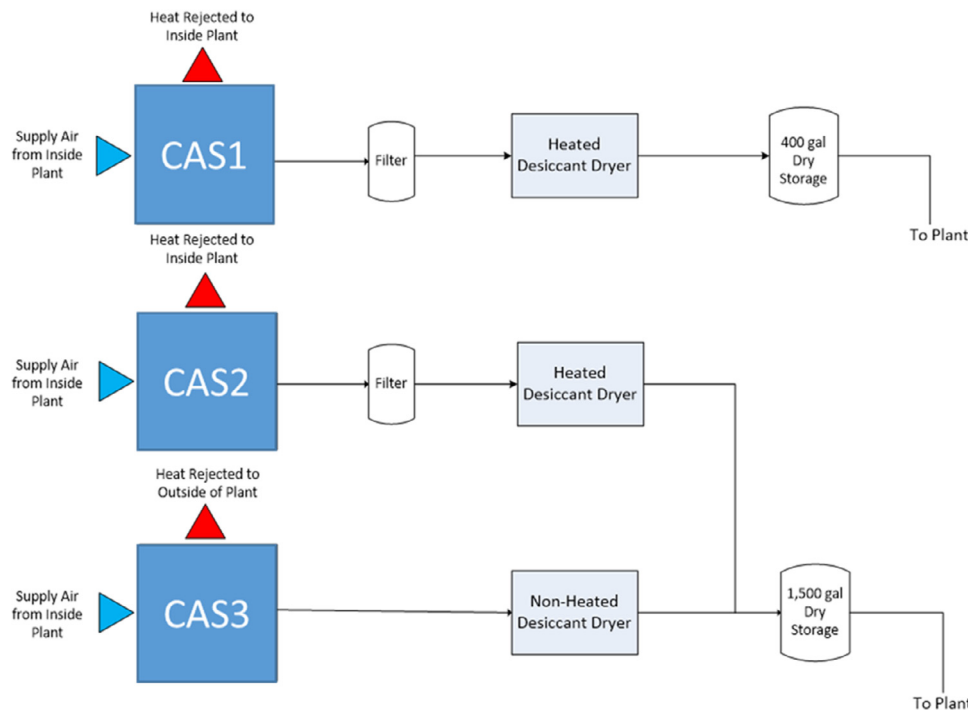 Heat Rejected to
Inside Plant
Supply Air
from Inside
Plant
CAS1
Filter
Heated
Desiccant Dryer
400 gal
Dry
Storage
To Plant
Heat Rejected to
Inside Plant
Supply Air
from Inside
Plant
CAS2
Filter
Heated
Desiccant Dryer
Heat Rejected to
Outside of Plant
Supply Air
from Inside
Plant
CAS3
Non-Heated
Desiccant Dryer
1,500 gal
Dry
Storage
To Plant